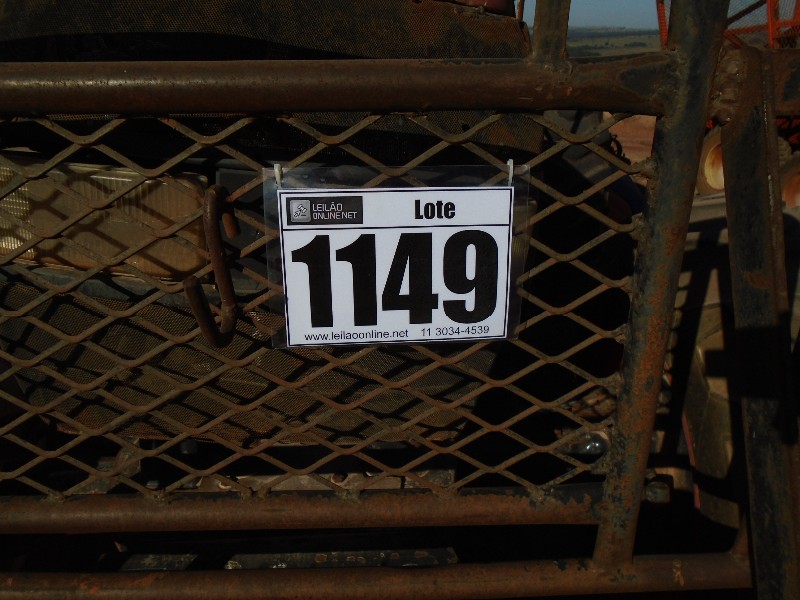 LEILÃO
ONLINE.NET
Lote
1149
www.leilaoonline.net 11 3034-4539